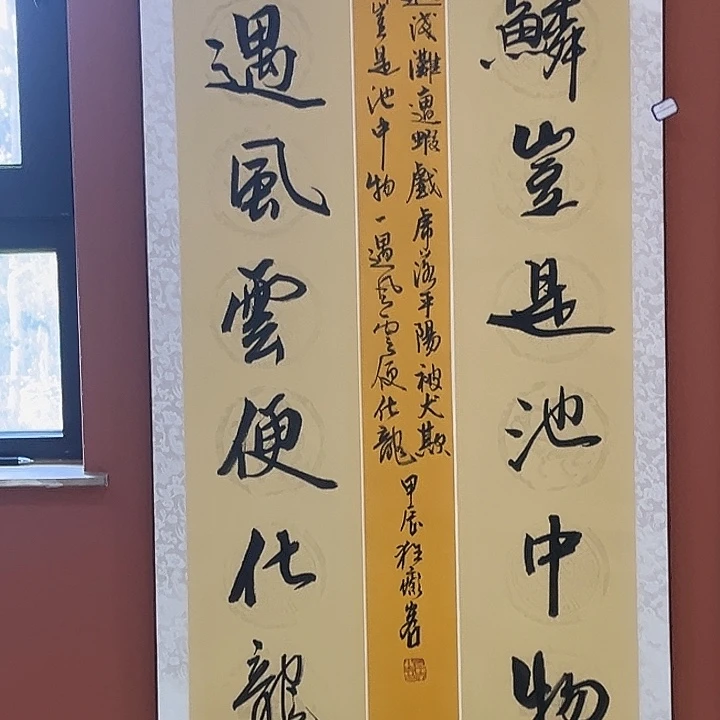 鱗豈是池中物
淺灘遭蝦戲虎落平陽被犬欺
豈是池中物一遇風雲便化龍
甲辰
遇風雲便化龍